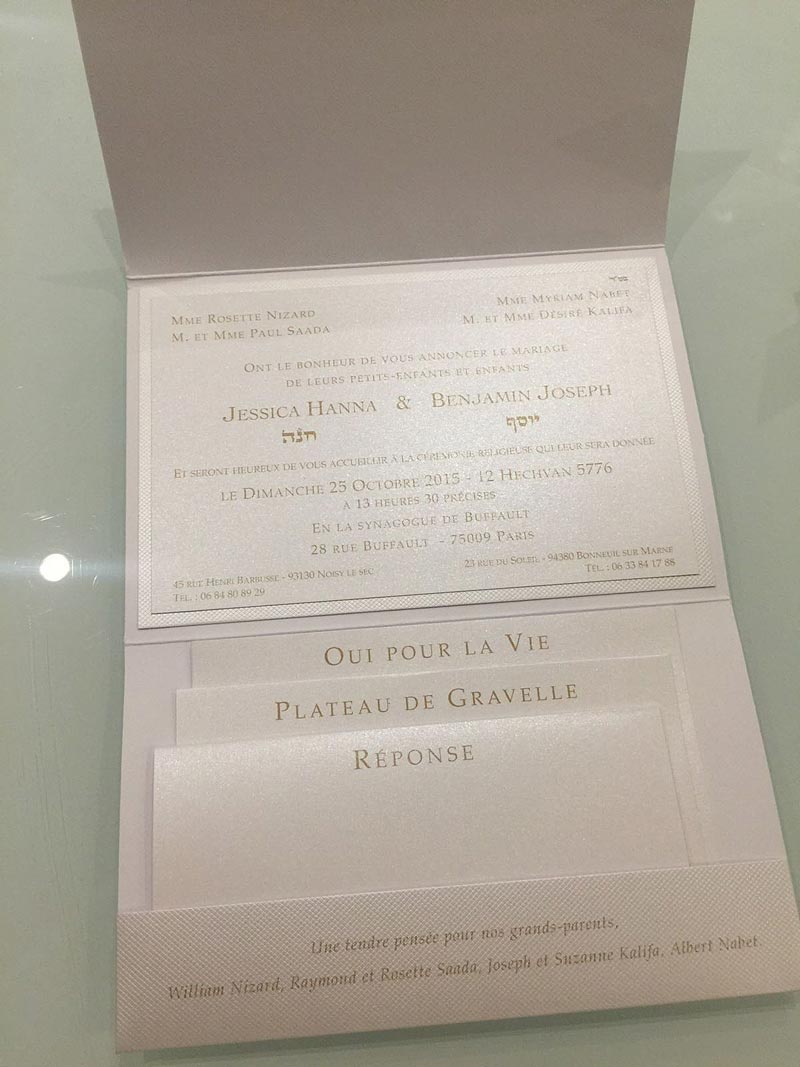 בס"ד
Mme Rosette Nizard
M. et Mme Paul Saada
Mme Myriam Nabet
M. et Mme Désiré Kalifa
Ont le bonheur de vous annoncer le mariage
de leurs petits-enfants et enfants
Jessica Hanna & Benjamin Joseph
חנה יוסף
Et seront heureux de vous accueillir à la cérémonie religieuse qui leur sera donnée
le Dimanche 25 Octobre 2015 - 12 Hechvan 5776
à 13 heures 30 précises
En la synagogue de Buffault
28 rue Buffault - 75009 Paris
45 rue Henri Barbusse - 93130 Noisy le sec
Tél. : 06 84 80 89 29
23 rue du Soleil - 94380 Bonneuil sur Marne
Tél. : 06 33 84 17 88
Oui pour la Vie
Plateau de Gravelle
Réponse
Une tendre pensée pour nos grands-parents,
William Nizard, Raymond et Rosette Saada, Joseph et Suzanne Kalifa, Albert Nabet.